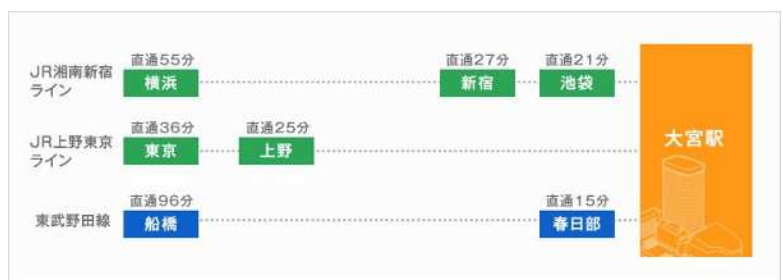 直通55分
直通27分
直通21分
JR湘南新宿
ライン
横浜
新宿
池袋
直通36分
直通25分
JR上野東京
ライン
東京
上野
大宮駅
直通96分
直通15分
東武野田線
船橋
春日部